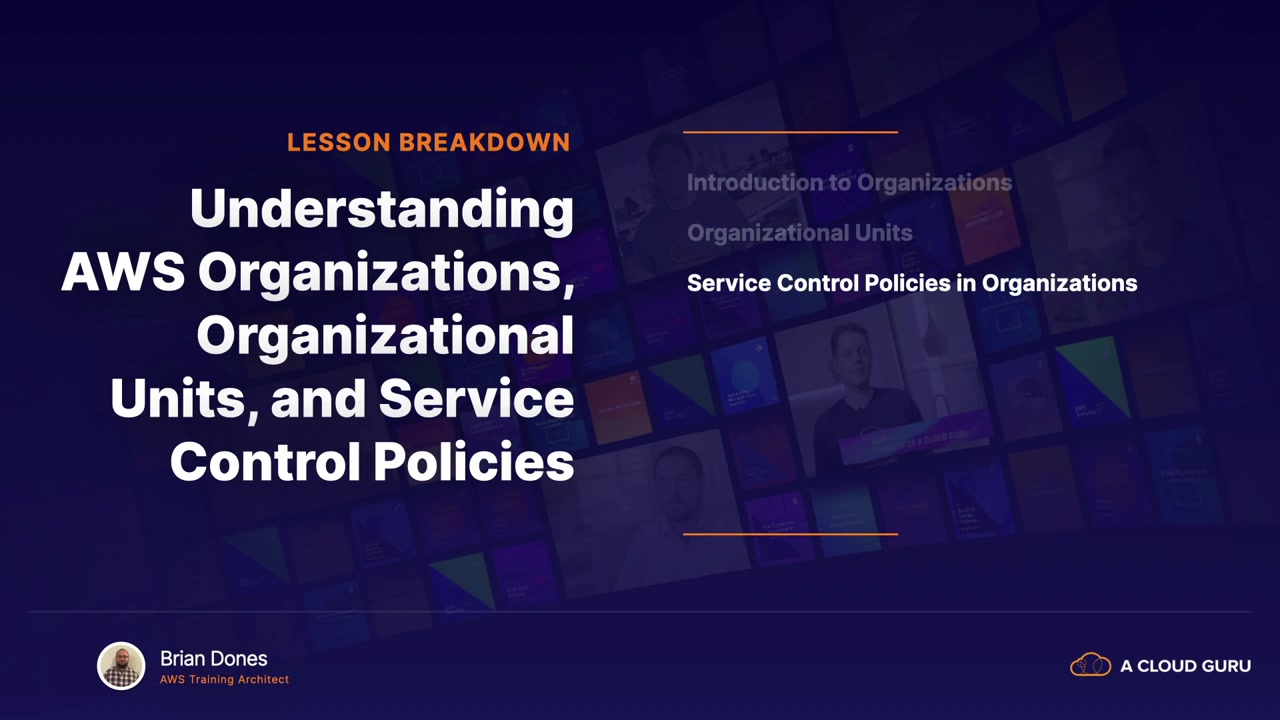 LESSON BREAKDOWN
Understanding
AWS Organizations,
Organizational
Units, and Service
Control Policies
Introduction to Organizations
Organizational Units
Service Control Policies in Organizations
Brian Dones
AWS Training Architect
A CLOUD GURU